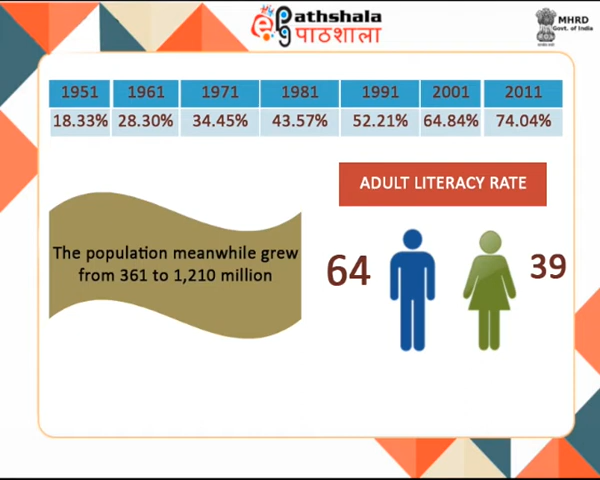 Pathshala
पाठशाला
MHRD
Govt. of India
1951 1961 1971 1981 1991 2001 2011
18.33% 28.30% 34.45% 43.57% 52.21% 64.84% 74.04%
ADULT LITERACY RATE
The population meanwhile grew
from 361 to 1,210 million
64
39